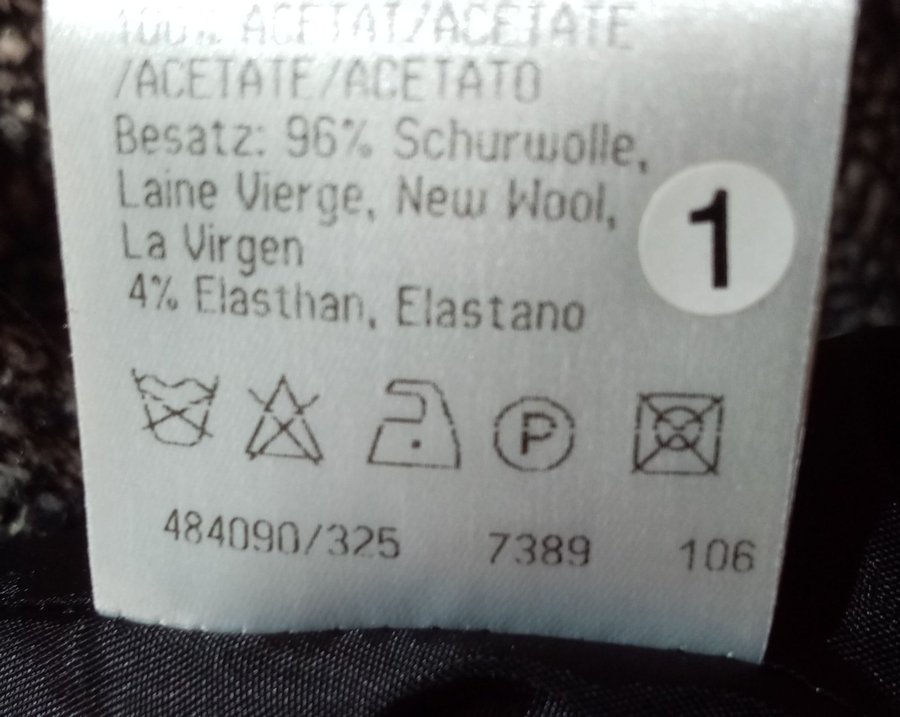 100% ACETAT/ACETATE
/ACETATE/ACETATO
Besatz: 96% Schurwolle,
Laine Vierge, New Wool,
La Virgen
4% Elasthan, Elastano
1
P
484090/325 7389 106